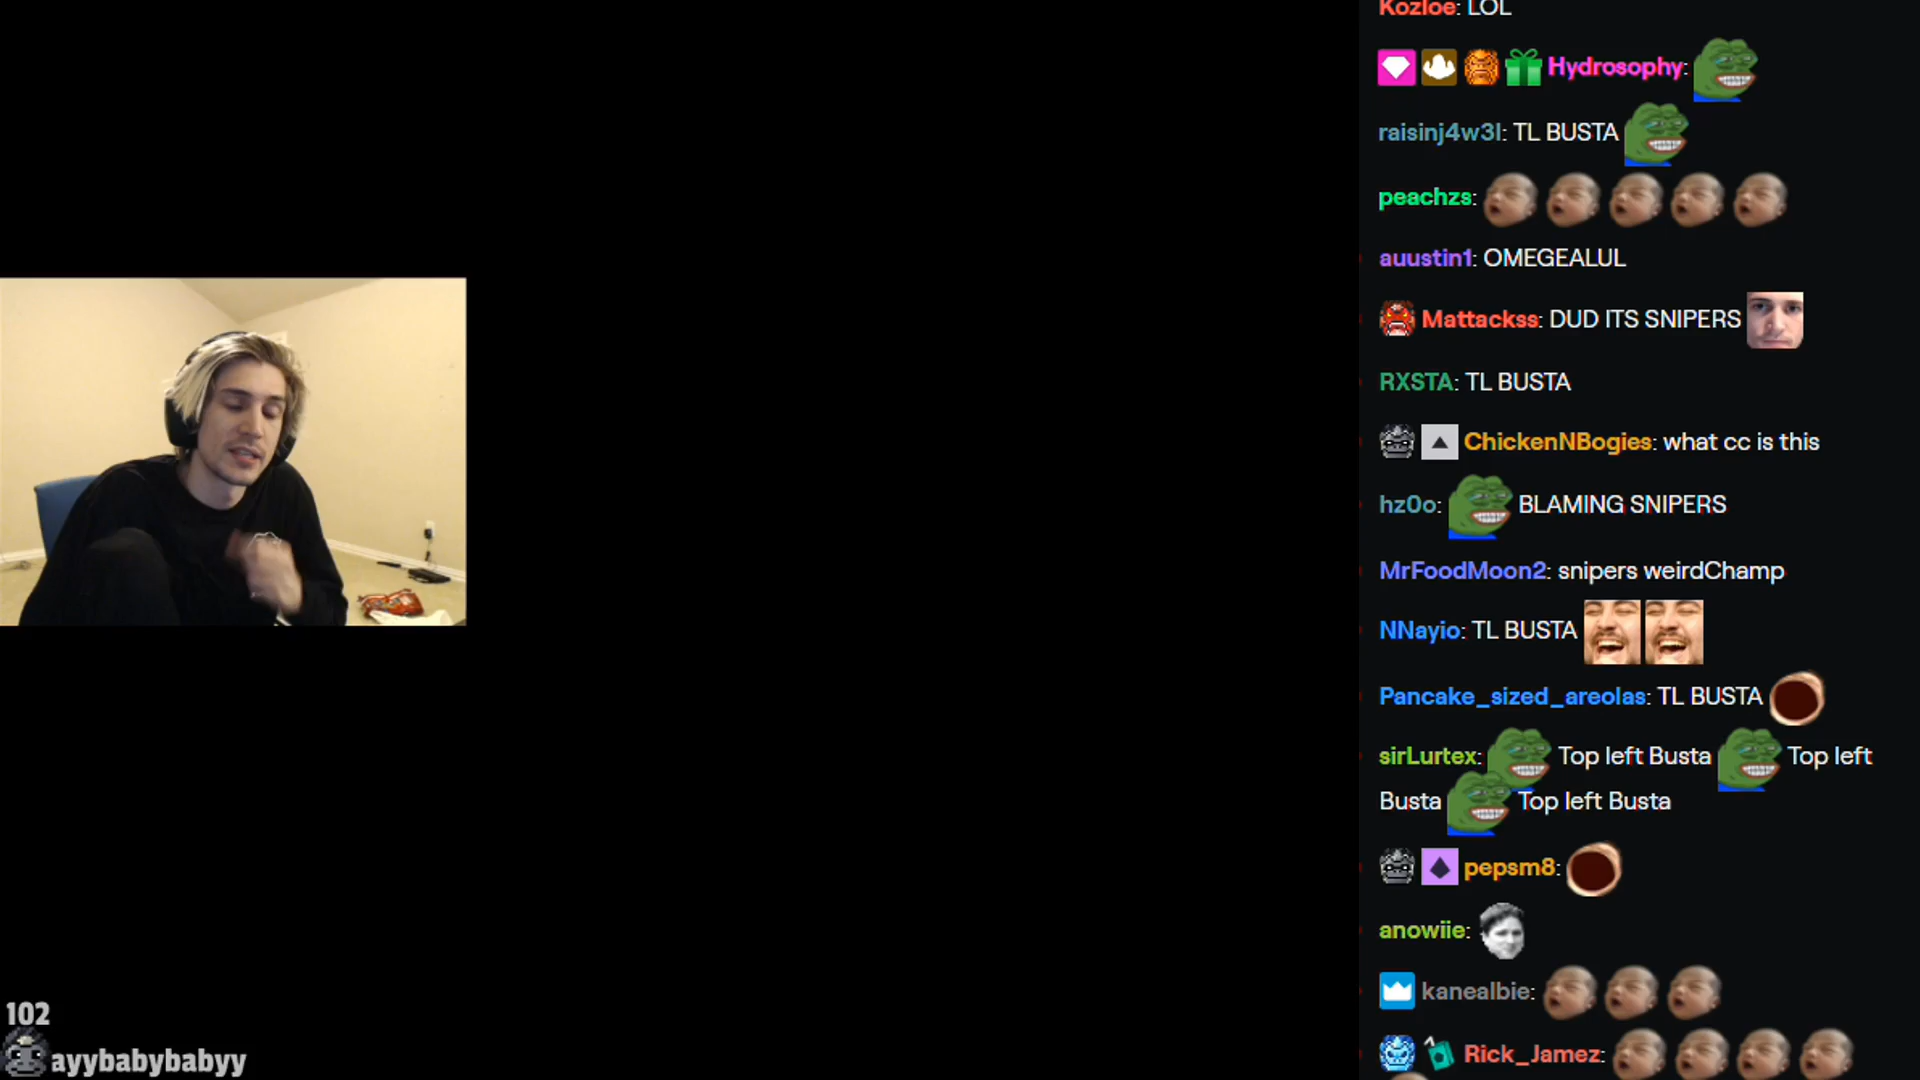 Kozloe: LOL
Hydrosophy:
raisinj4w3l: TL BUSTA
peachzs:
auustin1: OMEGEALUL
Mattackss: DUD ITS SNIPERS
RXSTA: TL BUSTA
ChickenNBogies: what cc is this
hz0o: BLAMING SNIPERS
MrFoodMoon2: snipers weirdChamp
NNayio: TL BUSTA
Pancake_sized_areolas: TL BUSTA
sirLurtex: Top left Busta Top left
Busta Top left Busta
pepsm8:
anowiie:
kanealbie:
Rick_Jamez:
102
ayybabybabyy